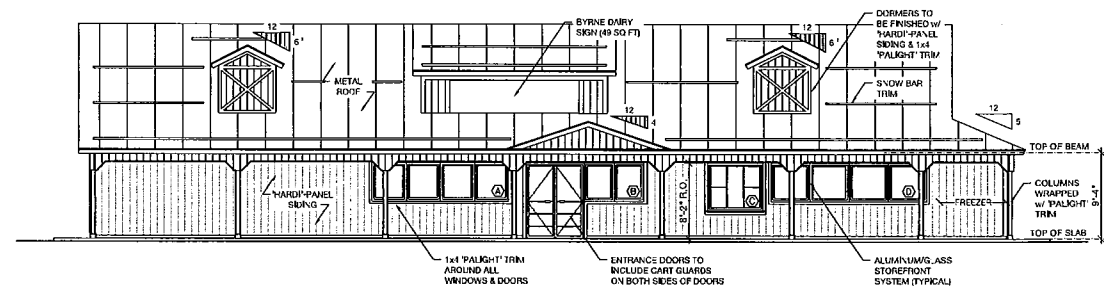 12
6"
BYRNE DAIRY
SIGN (49 SQ FT)
12
6"
DORMERS TO
BE FINISHED w/
'HARDI'-PANEL
SIDING & 1x4
'PALIGHT' TRIM
METAL
ROOF
SNOW BAR
TRIM
12
4
12
5
TOP OF BEAM
'HARDI'-PANEL
SIDING
A
B
C
D
8'-2" R.O.
FREEZER
COLUMNS
WRAPPED
w/ 'PALIGHT'
TRIM
9'-4"
TOP OF SLAB
1x4 'PALIGHT' TRIM
AROUND ALL
WINDOWS & DOORS
ENTRANCE DOORS TO
INCLUDE CART GUARDS
ON BOTH SIDES OF DOORS
ALUMINUM/GLASS
STOREFRONT
SYSTEM (TYPICAL)